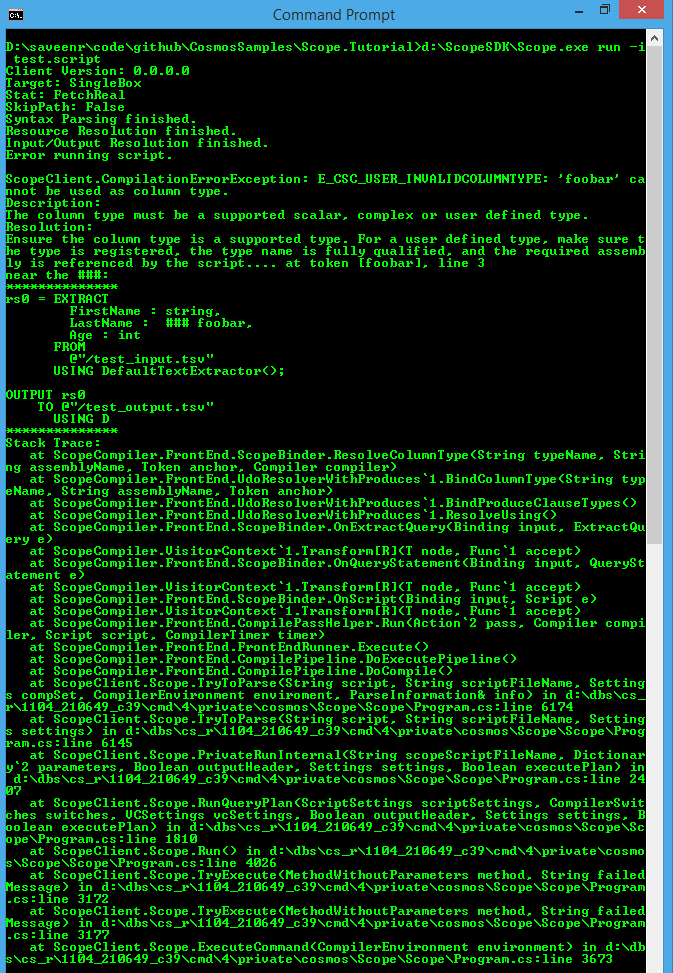 Command Prompt
D:\saveenr\code\github\CosmosSamples\Scope.Tutorial>d:\ScopeSDK\Scope.exe run -i
 test.script
Client Version: 0.0.0.0
Target: SingleBox
Stat: FetchReal
SkipPath: False
Syntax Parsing finished.
Resource Resolution finished.
Input/Output Resolution finished.
Error running script.
ScopeClient.CompilationErrorException: E_CSC_USER_INVALIDCOLUMNTYPE: 'foobar' ca
nnot be used as column type.
Description:
The column type must be a supported scalar, complex or user defined type.
Resolution:
Ensure the column type is a supported type. For a user defined type, make sure t
he type is registered, the type name is fully qualified, and the required assemb
ly is referenced by the script.... at token [foobar], line 3
near the ###:
**************
rs0 = EXTRACT
        FirstName : string,
        LastName :  ### foobar,
        Age : int
      FROM
        @"/test_input.tsv"
      USING DefaultTextExtractor();
OUTPUT rs0
    TO @"/test_output.tsv"
      USING D
**************
Stack Trace:
   at ScopeCompiler.FrontEnd.ScopeBinder.ResolveColumnType(String typeName, Stri
ng assemblyName, Token anchor, Compiler compiler)
   at ScopeCompiler.FrontEnd.UdoResolverWithProduces`1.BindColumnType(String typ
eName, String assemblyName, Token anchor)
   at ScopeCompiler.FrontEnd.UdoResolverWithProduces`1.BindProduceClauseTypes()
   at ScopeCompiler.FrontEnd.UdoResolverWithProduces`1.ResolveUsing()
   at ScopeCompiler.FrontEnd.ScopeBinder.OnExtractQuery(Binding input, ExtractQu
ery e)
   at ScopeCompiler.VisitorContext`1.Transform[R](T node, Func`1 accept)
   at ScopeCompiler.FrontEnd.ScopeBinder.OnQueryStatement(Binding input, QuerySt
atement e)
   at ScopeCompiler.VisitorContext`1.Transform[R](T node, Func`1 accept)
   at ScopeCompiler.FrontEnd.ScopeBinder.OnScript(Binding input, Script e)
   at ScopeCompiler.VisitorContext`1.Transform[R](T node, Func`1 accept)
   at ScopeCompiler.FrontEnd.CompilePassHelper.Run(Action`2 pass, Compiler compi
ler, Script script, CompilerTimer timer)
   at ScopeCompiler.FrontEnd.FrontEndRunner.Execute()
   at ScopeCompiler.FrontEnd.CompilePipeline.DoExecutePipeline()
   at ScopeCompiler.FrontEnd.CompilePipeline.DoCompile()
   at ScopeClient.Scope.TryToParse(String script, String scriptFileName, Setting
s compSet, CompilerEnvironment enviroment, ParseInformation& info) in d:\dbs\cs_
r\1104_210649_c39\cmd\4\private\cosmos\Scope\Scope\Program.cs:line 6174
   at ScopeClient.Scope.TryToParse(String script, String scriptFileName, Setting
s settings) in d:\dbs\cs_r\1104_210649_c39\cmd\4\private\cosmos\Scope\Scope\Prog
ram.cs:line 6145
   at ScopeClient.Scope.PrivateRunInternal(String scopeScriptFileName, Dictionar
y`2 parameters, Boolean outputHeader, Settings settings, Boolean executePlan) in
 d:\dbs\cs_r\1104_210649_c39\cmd\4\private\cosmos\Scope\Scope\Program.cs:line 24
07
   at ScopeClient.Scope.RunQueryPlan(ScriptSettings scriptSettings, CompilerSwit
ches switches, VCSettings vcSettings, Boolean outputHeader, Settings settings, B
oolean executePlan) in d:\dbs\cs_r\1104_210649_c39\cmd\4\private\cosmos\Scope\Sc
ope\Program.cs:line 1810
   at ScopeClient.Scope.Run() in d:\dbs\cs_r\1104_210649_c39\cmd\4\private\cosmo
s\Scope\Scope\Program.cs:line 4026
   at ScopeClient.Scope.TryExecute(MethodWithoutParameters method, String failed
Message) in d:\dbs\cs_r\1104_210649_c39\cmd\4\private\cosmos\Scope\Scope\Program
.cs:line 3172
   at ScopeClient.Scope.TryExecute(MethodWithoutParameters method, String failed
Message) in d:\dbs\cs_r\1104_210649_c39\cmd\4\private\cosmos\Scope\Scope\Program
.cs:line 3177
   at ScopeClient.Scope.ExecuteCommand(CompilerEnvironment environment) in d:\db
s\cs_r\1104_210649_c39\cmd\4\private\cosmos\Scope\Scope\Program.cs:line 3673